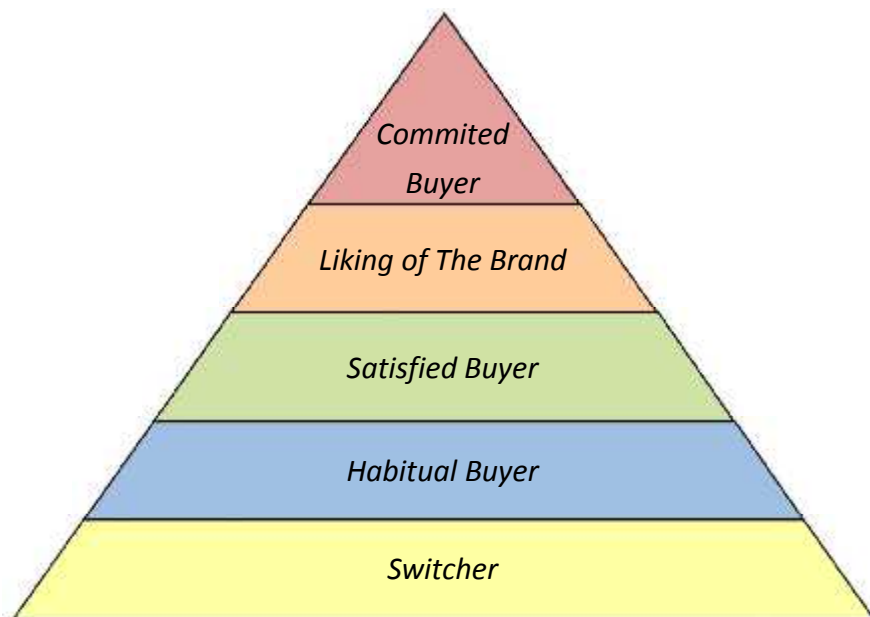 Commited
Buyer
Liking of The Brand
Satisfied Buyer
Habitual Buyer
Switcher